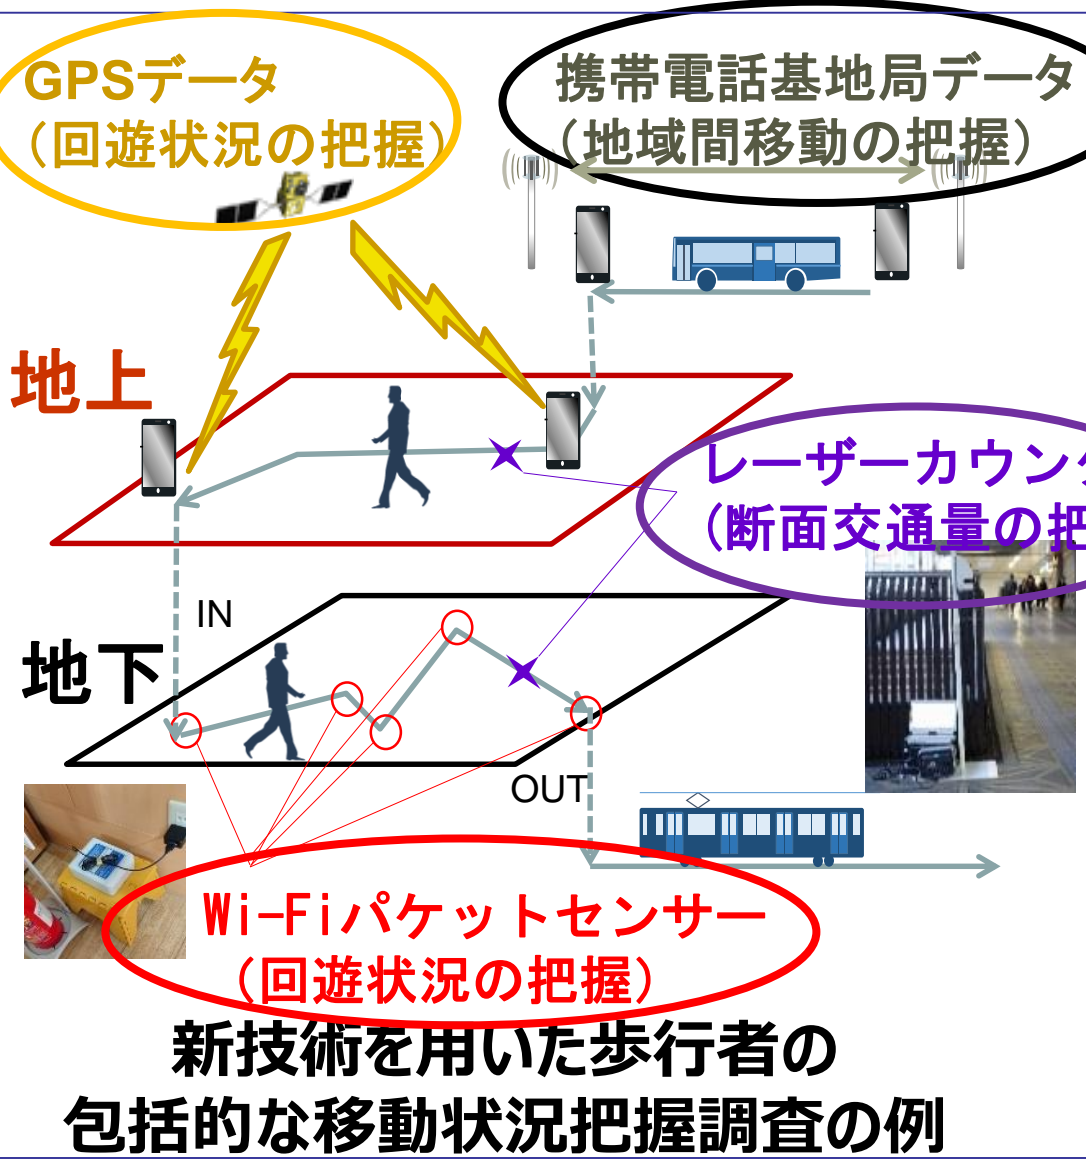 GPSデータ
（回遊状況の把握）
携帯電話基地局データ
（地域間移動の把握）
地上
レーザーカウンタ
（断面交通量の把
IN
地下
OUT
Wi-Fiパケットセンサー
（回遊状況の把握）
新技術を用いた歩行者の
包括的な移動状況把握調査の例